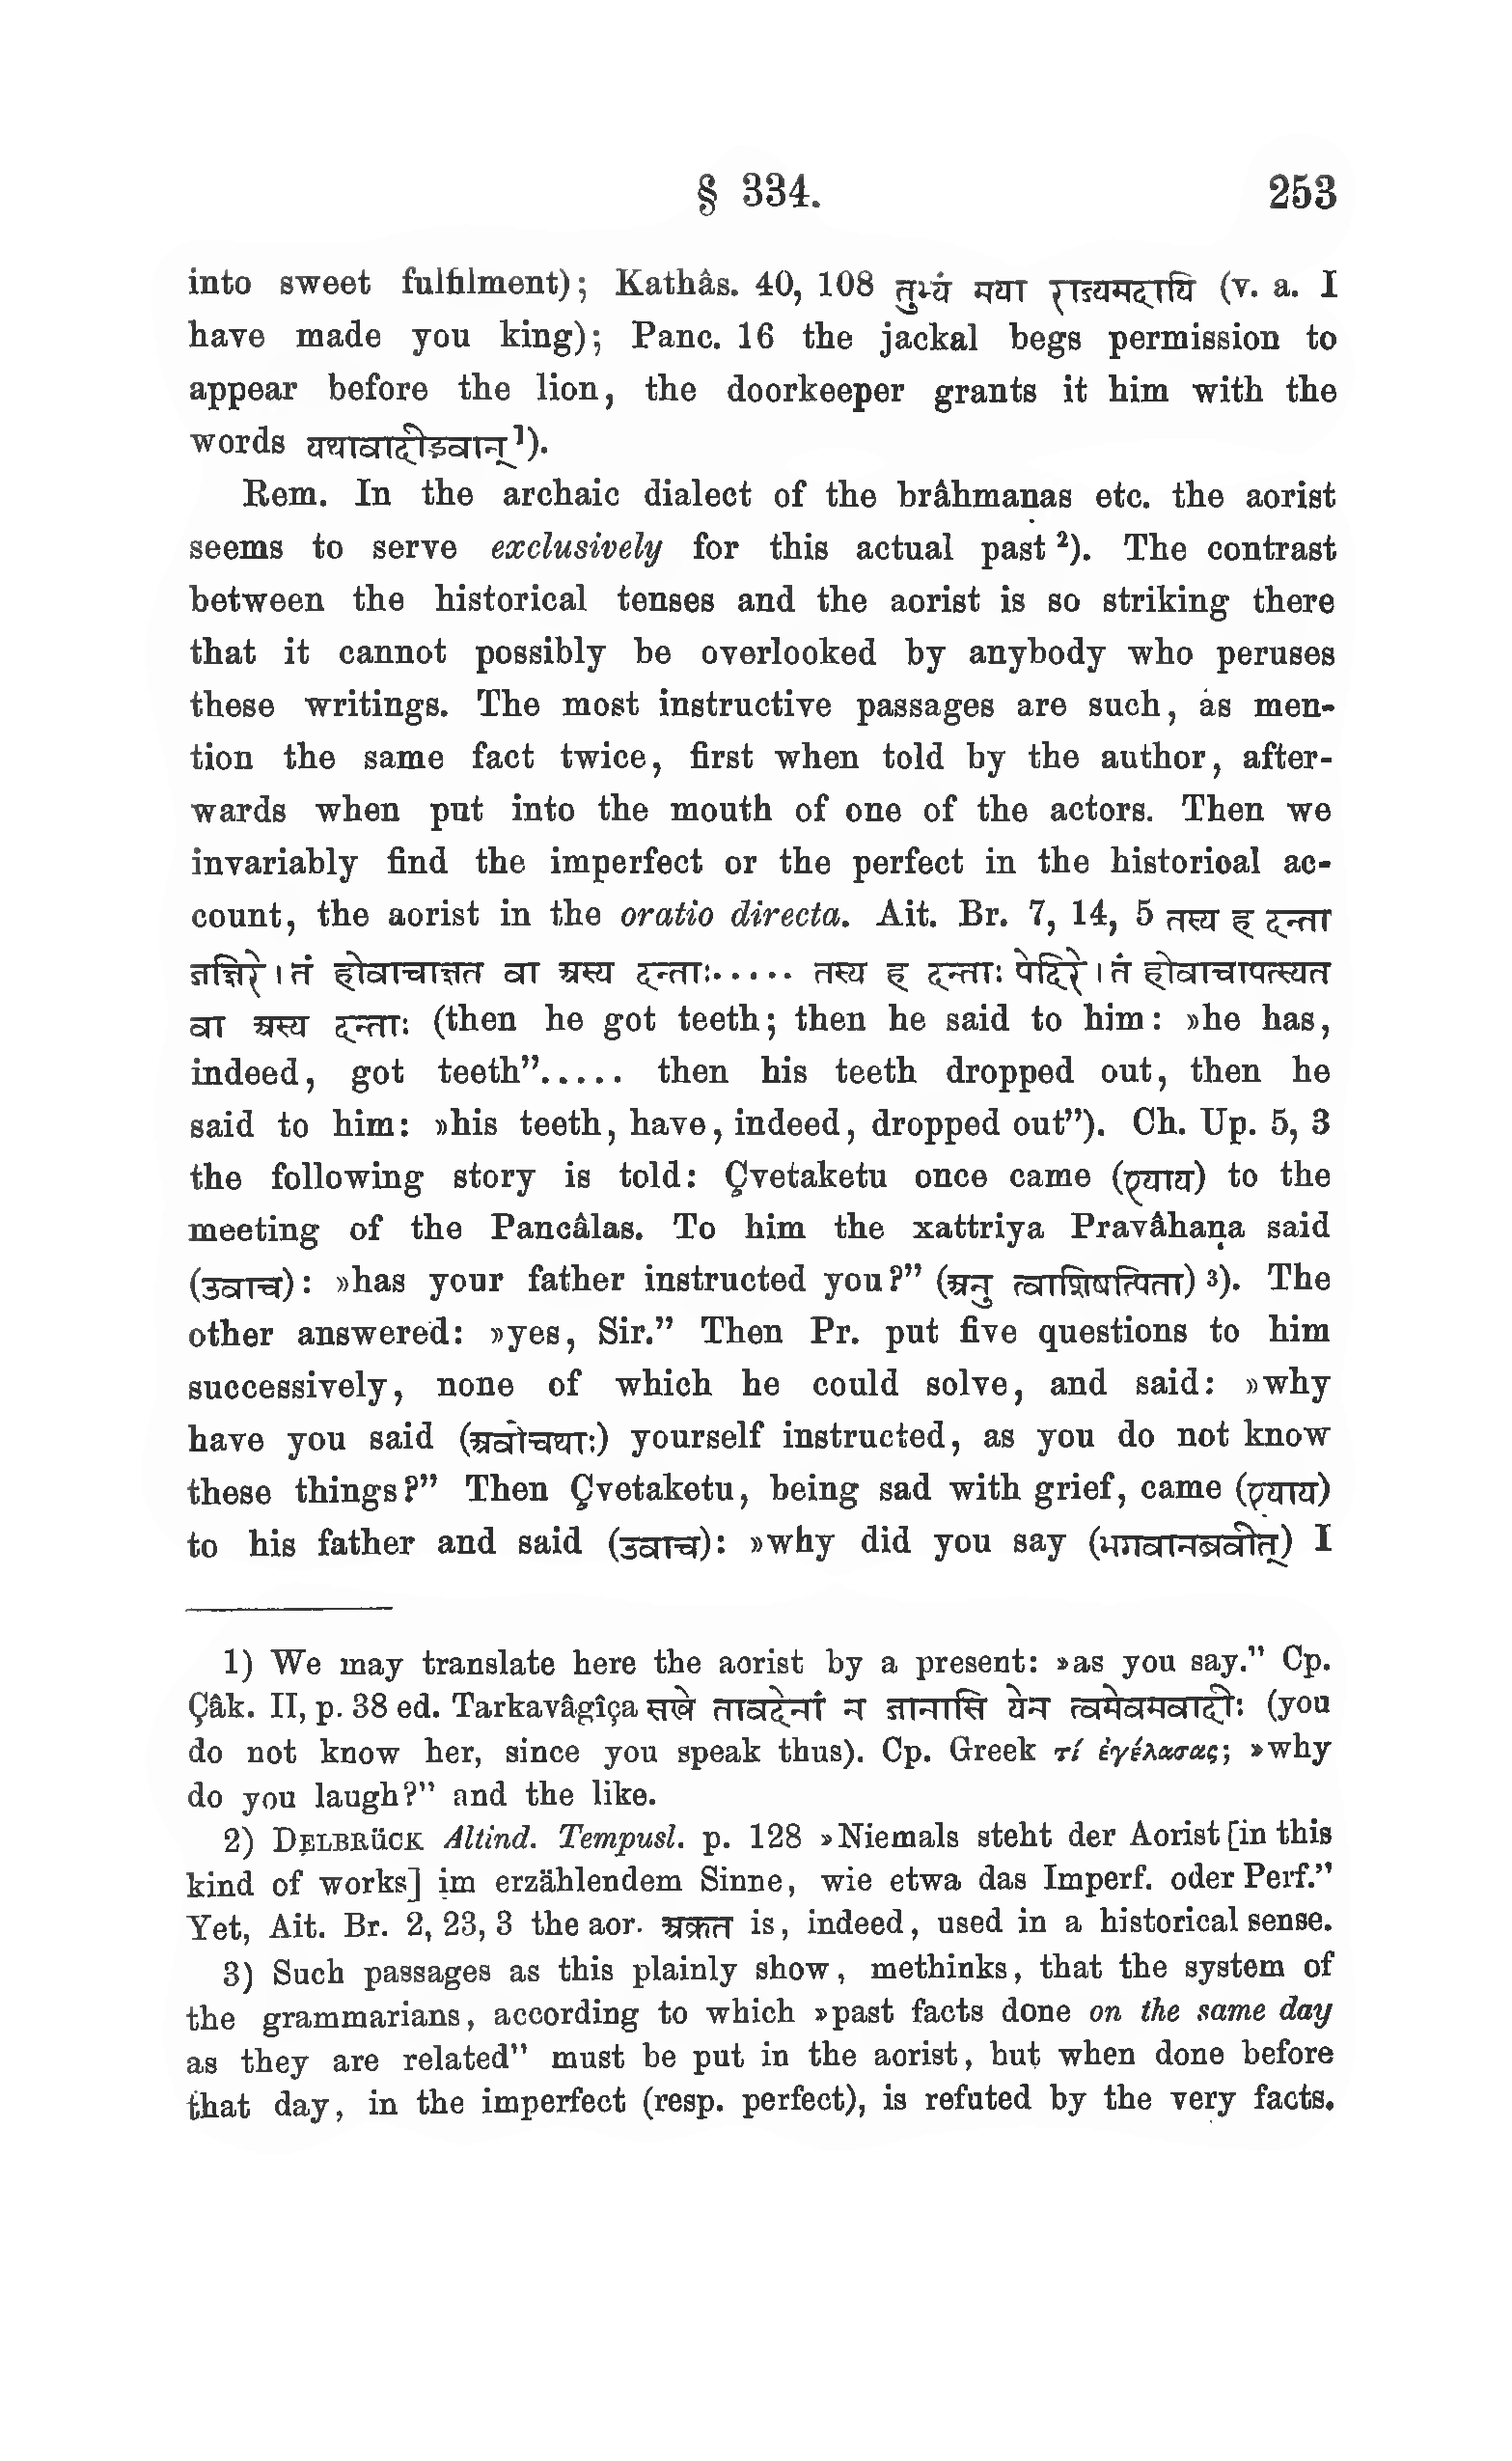 § 334. 253
into sweet fulfilment); Kathâs. 40, 108 तुभ्यं मया राज्यमदायि (v. a. I
have made you king); Panc. 16 the jackal begs permission to
appear before the lion, the doorkeeper grants it him with the
words यथावादीद्भवान्¹).
Rem. In the archaic dialect of the brâhmaṇas etc. the aorist
seems to serve exclusively for this actual past ²). The contrast
between the historical tenses and the aorist is so striking there
that it cannot possibly be overlooked by anybody who peruses
these writings. The most instructive passages are such, as men-
tion the same fact twice, first when told by the author, after-
wards when put into the mouth of one of the actors. Then we
invariably find the imperfect or the perfect in the historioal ac-
count, the aorist in the oratio directa. Ait. Br. 7, 14, 5 तस्य ह दन्ता
जज्ञिरे । तं होवाचाज्ञत वा अस्य दन्ताः..... तस्य ह दन्ताः पेदिरे । तं होवाचापत्स्यत
वा अस्य दन्ताः (then he got teeth; then he said to him: »he has,
indeed, got teeth”..... then his teeth dropped out, then he
said to him: »his teeth, have, indeed, dropped out”). Ch. Up. 5, 3
the following story is told: Çvetaketu once came (एयाय) to the
meeting of the Pancâlas. To him the xattriya Pravâhaṇa said
(उवाच): »has your father instructed you?” (अनु त्वाशिषत्पिता) ³). The
other answered: »yes, Sir.” Then Pr. put five questions to him
successively, none of which he could solve, and said: »why
have you said (अवोचथाः) yourself instructed, as you do not know
these things?” Then Çvetaketu, being sad with grief, came (एयाय)
to his father and said (उवाच): »why did you say (भगवानब्रवीत्) I
1) We may translate here the aorist by a present: »as you say.” Cp.
Çâk. II, p. 38 ed. Tarkavâgîça सखे तावदेनां न जानासि येन त्वमेवमवादीः (you
do not know her, since you speak thus). Cp. Greek τί ἐγέλασας; »why
do you laugh?” and the like.
2) DELBRÜCK Altind. Tempusl. p. 128 »Niemals steht der Aorist [in this
kind of works] im erzählendem Sinne, wie etwa das Imperf. oder Perf.”
Yet, Ait. Br. 2, 23, 3 the aor. अक्रत is, indeed, used in a historical sense.
3) Such passages as this plainly show, methinks, that the system of
the grammarians, according to which »past facts done on the same day
as they are related” must be put in the aorist, but when done before
that day, in the imperfect (resp. perfect), is refuted by the very facts.